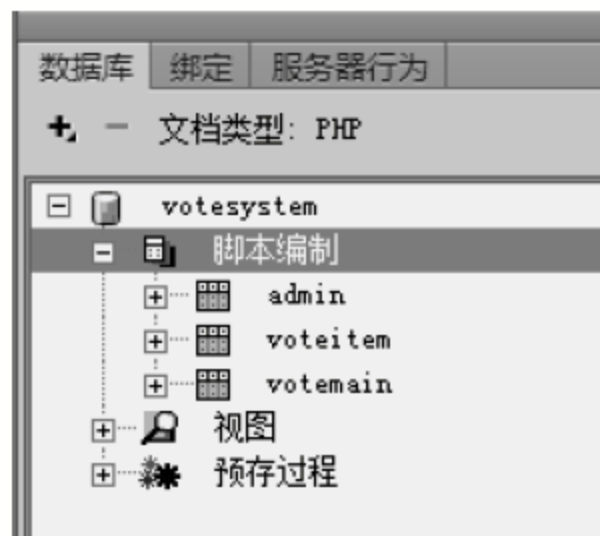 数据库 绑定 服务器行为
文档类型: PHP
votesystem
脚本编制
admin
voteitem
votemain
视图
预存过程